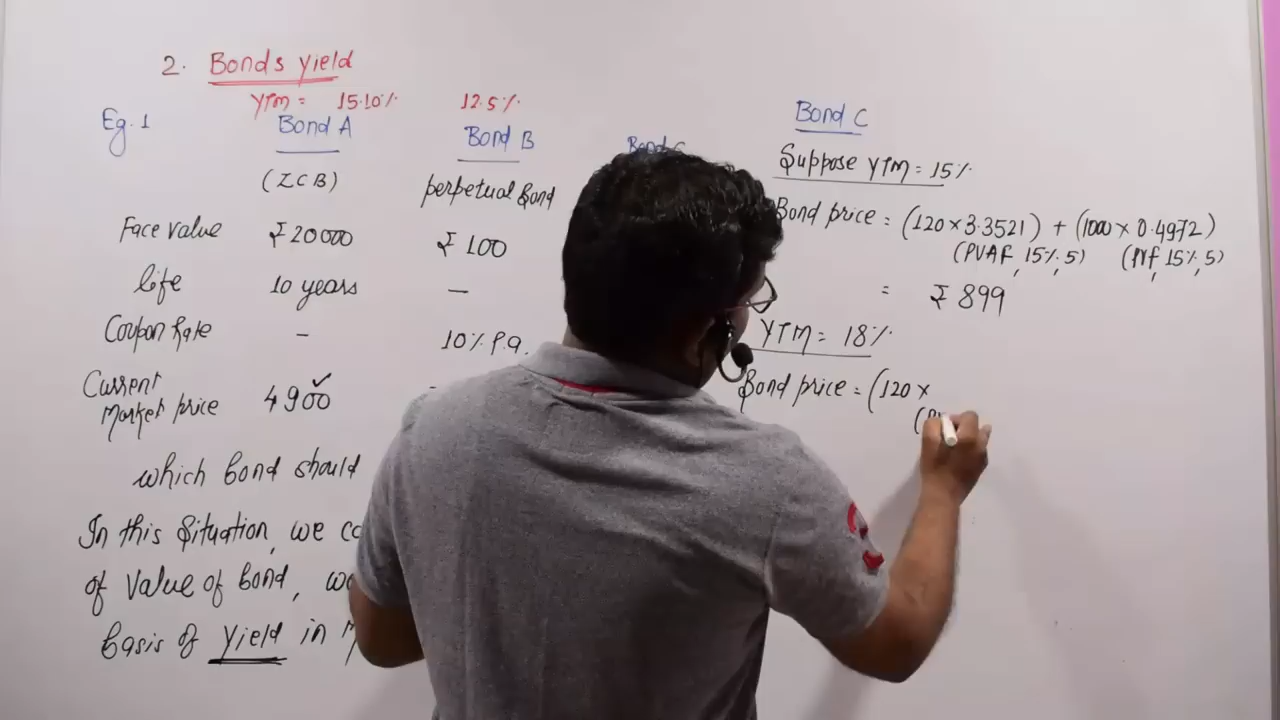 2. Bonds yield
YTM = 15.10% 12.5%
Eg. 1 Bond A Bond B Bond C
(ZCB) perpetual Bond
Face value ₹20000 ₹100
life 10 years —
Coupon Rate - 10% P.a.
Current
Market price 4900
which bond should
In this Situation, we
of value of bond,
basis of yield in
Bond C
Suppose YTM = 15%
Bond price = (120 × 3.3521) + (1000 × 0.4972)
(PVAF, 15%, 5) (PVF, 15%, 5)
= ₹ 899
YTM = 18%
Bond price = (120 ×